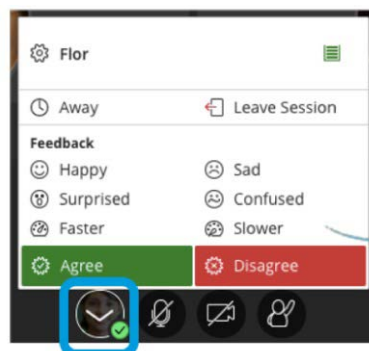 Flor
Away Leave Session
Feedback
Happy Sad
Surprised Confused
Faster Slower
Agree Disagree